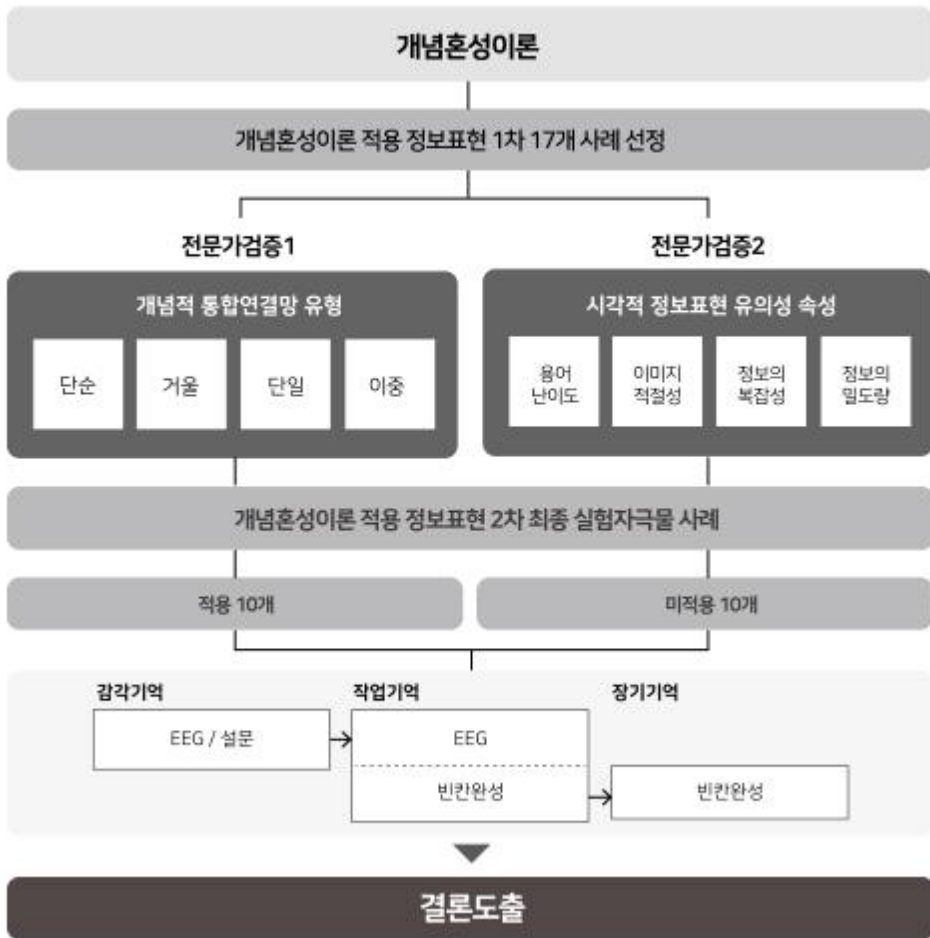 개념혼성이론
개념혼성이론 적용 정보표현 1차 17개 사례 선정
전문가검증1
개념적 통합연결망 유형
단순
거울
단일
이중
전문가검증2
시각적 정보표현 유의성 속성
용어
난이도
이미지
적절성
정보의
복잡성
정보의
밀도량
개념혼성이론 적용 정보표현 2차 최종 실험자극물 사례
적용 10개
미적용 10개
감각기억
EEG / 설문
작업기억
EEG
빈칸완성
장기기억
빈칸완성
결론도출